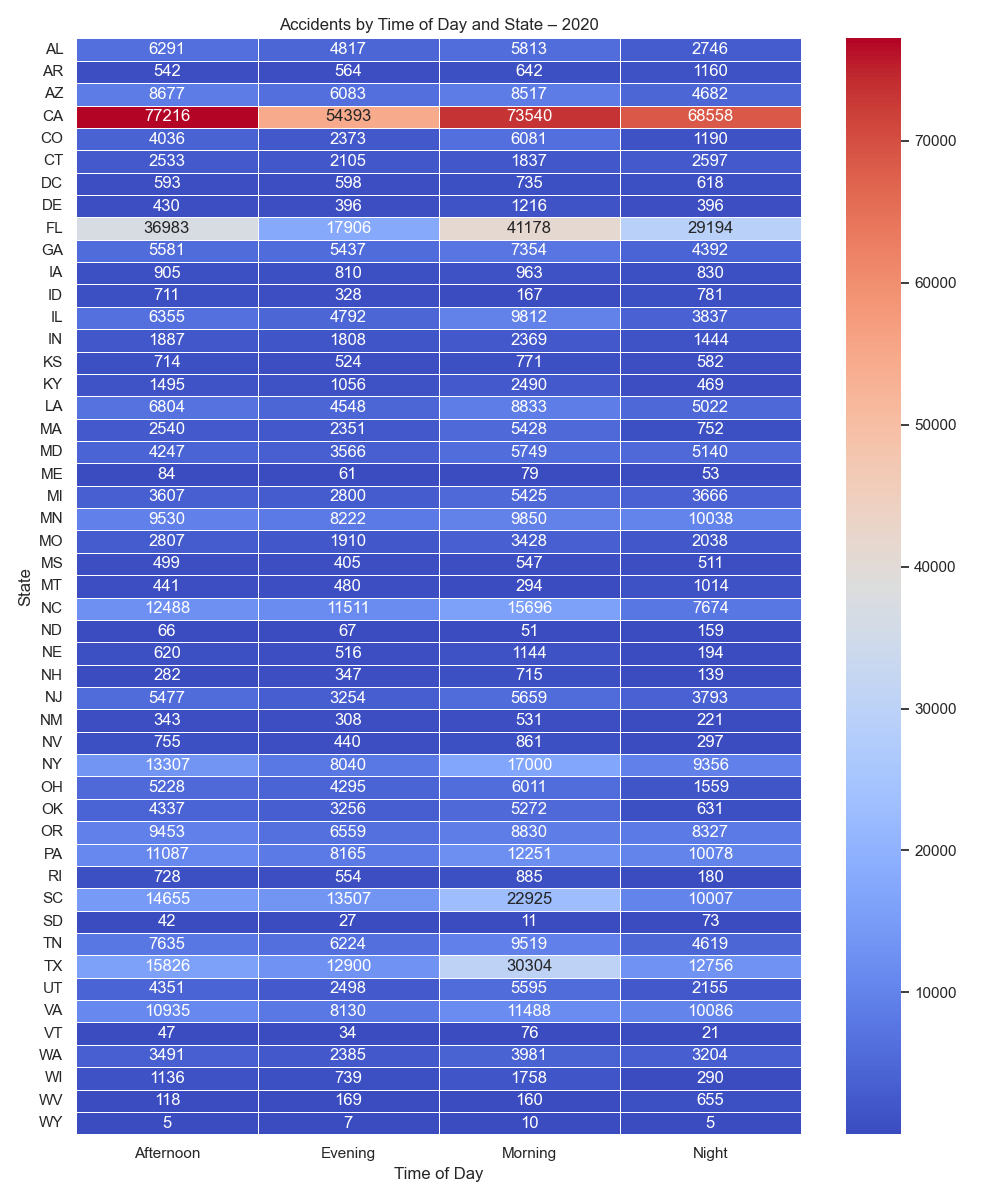 Accidents by Time of Day and State – 2020
AL 6291 4817 5813 2746
AR 542 564 642 1160
AZ 8677 6083 8517 4682
CA 77216 54393 73540 68558
CO 4036 2373 6081 1190
CT 2533 2105 1837 2597
DC 593 598 735 618
DE 430 396 1216 396
FL 36983 17906 41178 29194
GA 5581 5437 7354 4392
IA 905 810 963 830
ID 711 328 167 781
IL 6355 4792 9812 3837
IN 1887 1808 2369 1444
KS 714 524 771 582
KY 1495 1056 2490 469
LA 6804 4548 8833 5022
MA 2540 2351 5428 752
MD 4247 3566 5749 5140
ME 84 61 79 53
MI 3607 2800 5425 3666
MN 9530 8222 9850 10038
MO 2807 1910 3428 2038
MS 499 405 547 511
MT 441 480 294 1014
NC 12488 11511 15696 7674
ND 66 67 51 159
NE 620 516 1144 194
NH 282 347 715 139
NJ 5477 3254 5659 3793
NM 343 308 531 221
NV 755 440 861 297
NY 13307 8040 17000 9356
OH 5228 4295 6011 1559
OK 4337 3256 5272 631
OR 9453 6559 8830 8327
PA 11087 8165 12251 10078
RI 728 554 885 180
SC 14655 13507 22925 10007
SD 42 27 11 73
TN 7635 6224 9519 4619
TX 15826 12900 30304 12756
UT 4351 2498 5595 2155
VA 10935 8130 11488 10086
VT 47 34 76 21
WA 3491 2385 3981 3204
WI 1136 739 1758 290
WV 118 169 160 655
WY 5 7 10 5
Afternoon Evening Morning Night
Time of Day
State
70000
60000
50000
40000
30000
20000
10000